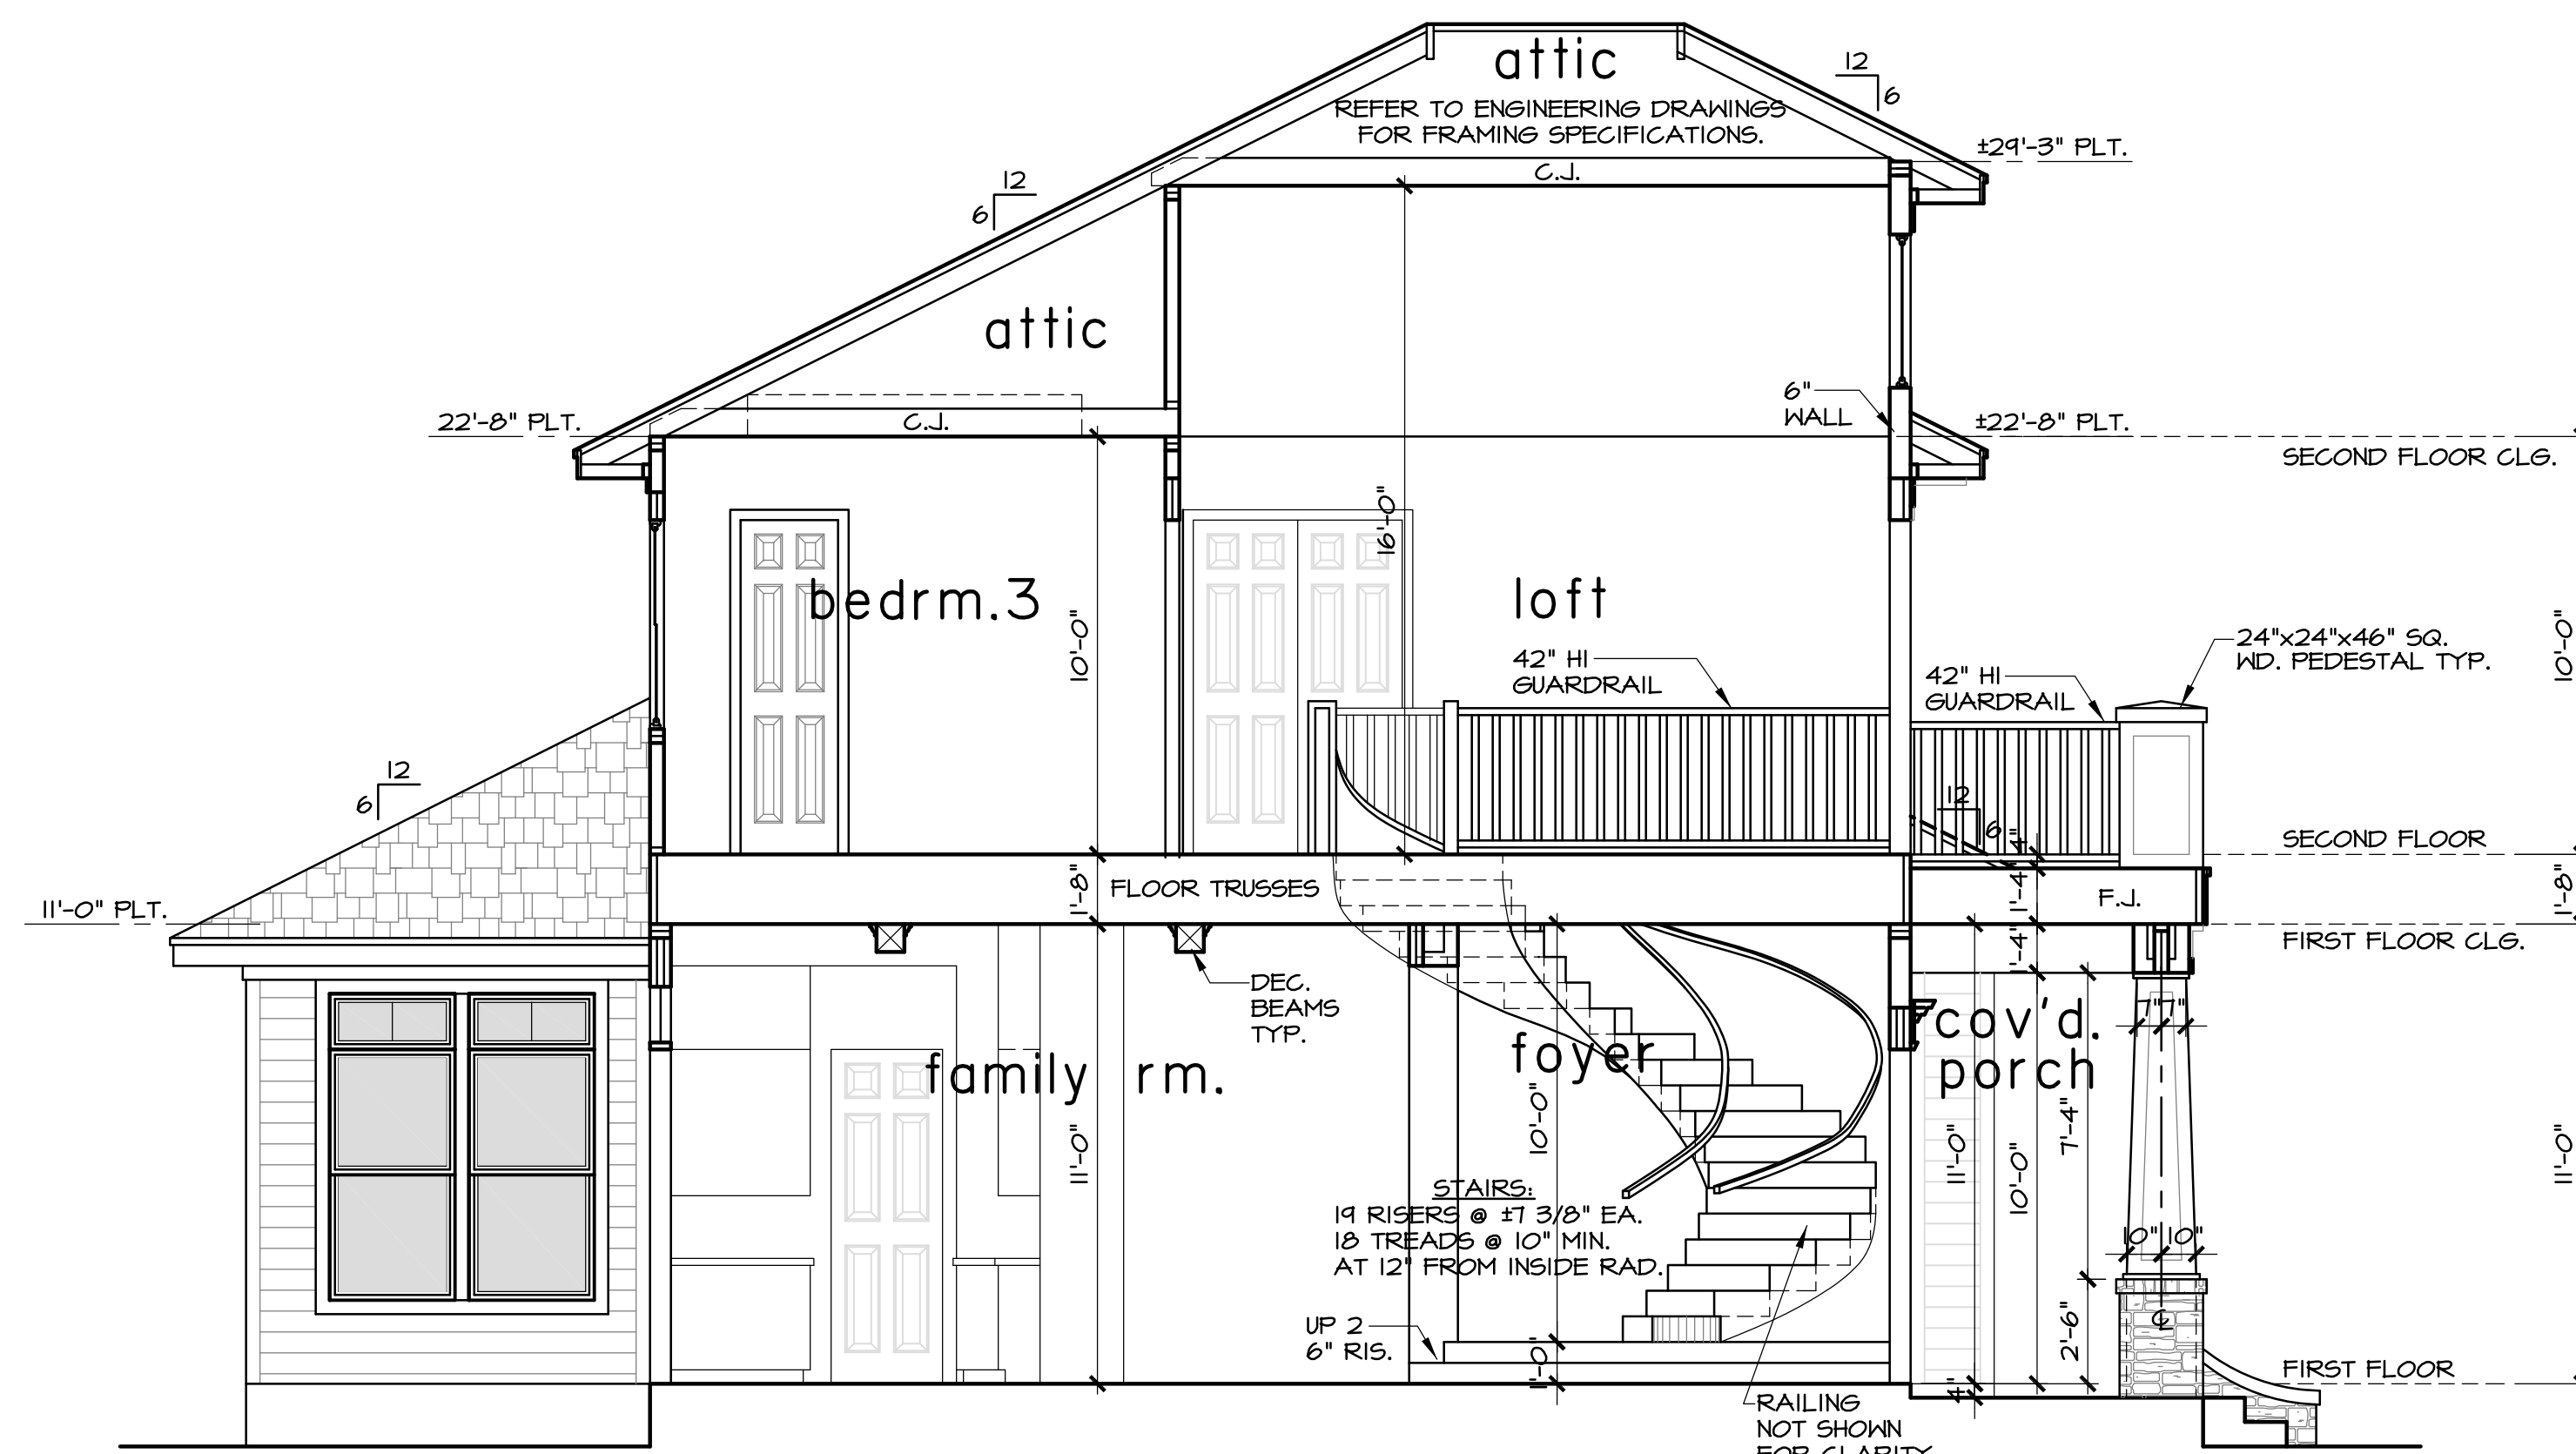 attic
REFER TO ENGINEERING DRAWINGS
FOR FRAMING SPECIFICATIONS.
12
6
±29'-3" PLT.
C.J.
12
6
attic
6"
WALL
22'-8" PLT.
C.J.
±22'-8" PLT.
SECOND FLOOR CLG.
16'-0"
bedrm.3
10'-0"
loft
42" HI
GUARDRAIL
42" HI
GUARDRAIL
24"x24"x46" SQ.
WD. PEDESTAL TYP.
10'-0"
12
6
12
6
4"
SECOND FLOOR
11'-0" PLT.
1'-8"
FLOOR TRUSSES
1'-4"
F.J.
1'-8"
1'-4"
FIRST FLOOR CLG.
DEC.
BEAMS
TYP.
family rm.
foyer
cov'd.
porch
7"
7"
11'-0"
10'-0"
11'-0"
10'-0"
7'-4"
11'-0"
STAIRS:
19 RISERS @ ±7 3/8" EA.
18 TREADS @ 10" MIN.
AT 12" FROM INSIDE RAD.
10"
10"
UP 2
6" RIS.
1'-0"
2'-6"
℄
4"
FIRST FLOOR
RAILING
NOT SHOWN
FOR CLARITY